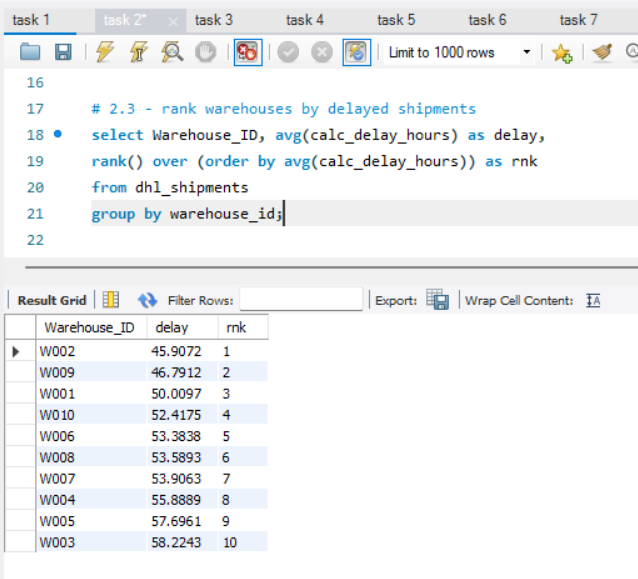 task 1 task 2* task 3 task 4 task 5 task 6 task 7
Limit to 1000 rows
16
17 # 2.3 - rank warehouses by delayed shipments
18 select Warehouse_ID, avg(calc_delay_hours) as delay,
19 rank() over (order by avg(calc_delay_hours)) as rnk
20 from dhl_shipments
21 group by warehouse_id;
22
Result Grid Filter Rows: Export: Wrap Cell Content: IA
Warehouse_ID delay rnk
W002 45.9072 1
W009 46.7912 2
W001 50.0097 3
W010 52.4175 4
W006 53.3838 5
W008 53.5893 6
W007 53.9063 7
W004 55.8889 8
W005 57.6961 9
W003 58.2243 10